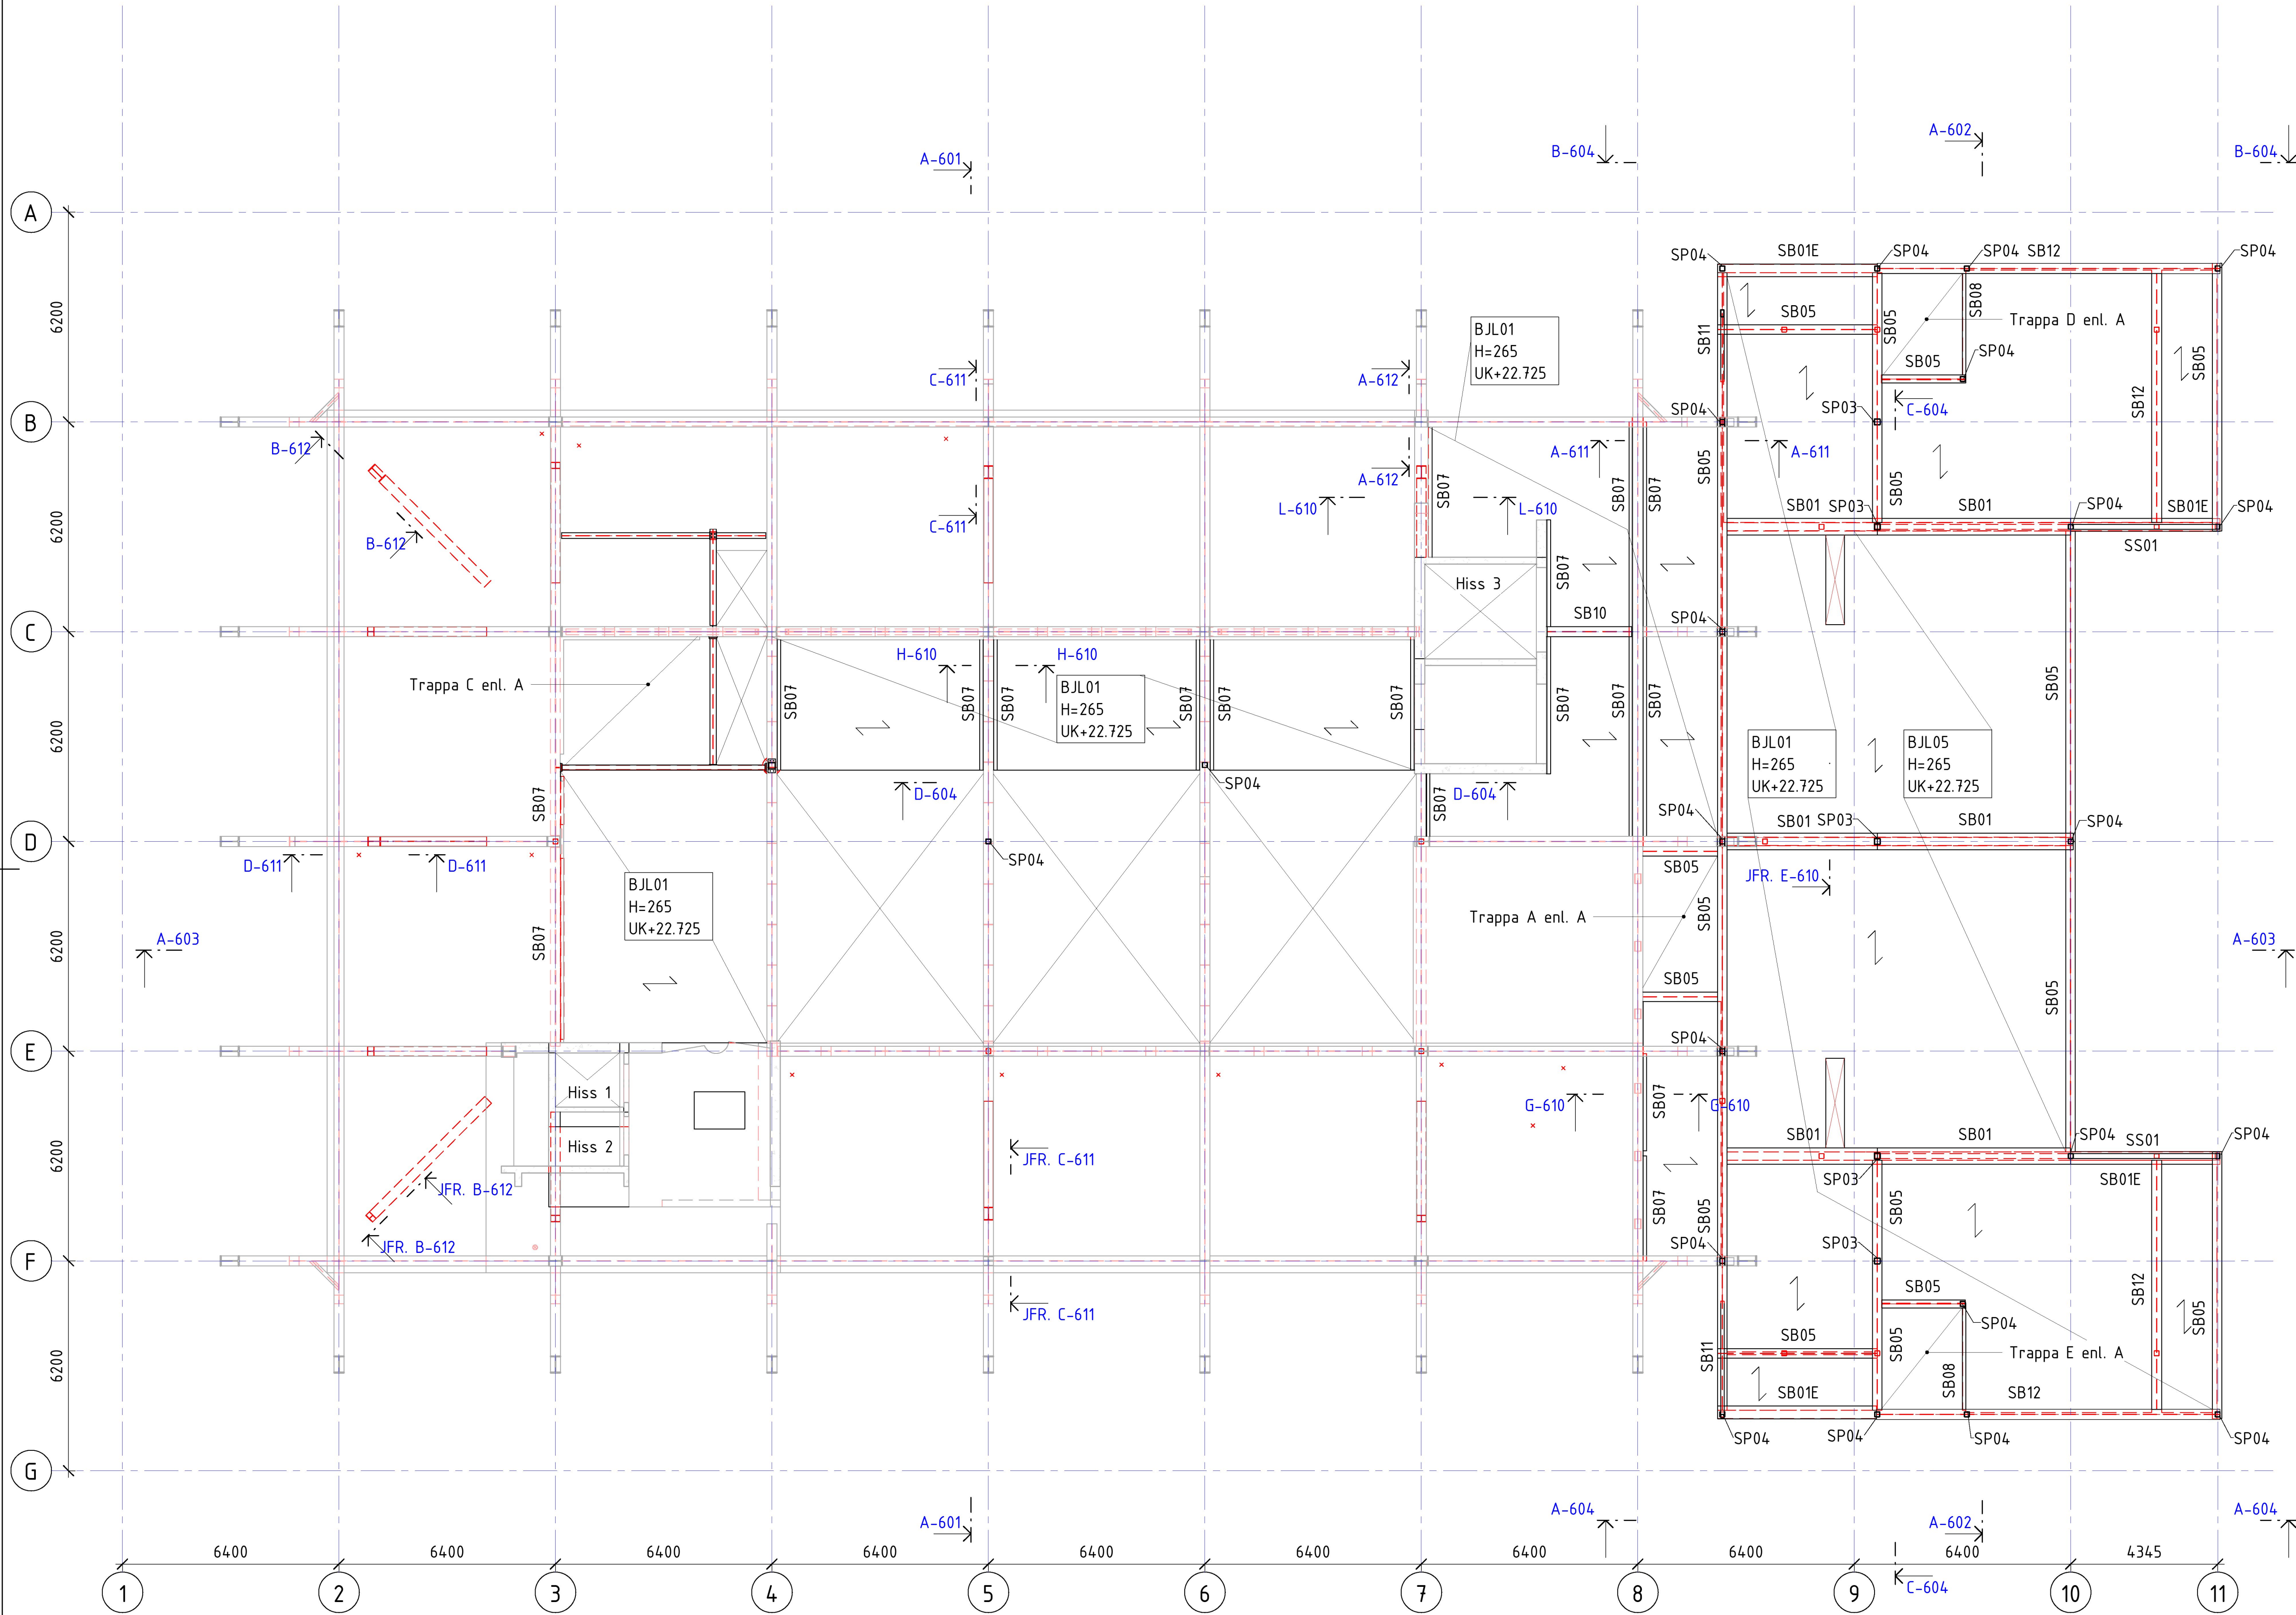 A-602
B-604
B-604
A-601
A
SP04
SB01E
SP04
SP04
SB12
SP04
6200
SB11
SB05
SB05
SB08
Trappa D enl. A
BJL01
H=265
UK+22.725
SB05
SP04
SB12
SB05
C-611
A-612
SP04
SP03
C-604
B
B-612
A-611
A-611
A-612
SB07
SB07
SB07
SB05
SB05
L-610
L-610
SB01
SP03
SB01
SP04
SB01E
SP04
6200
C-611
B-612
SS01
Hiss 3
SB07
SB10
SP04
C
H-610
H-610
Trappa C enl. A
BJL01
H=265
UK+22.725
SB07
SB07
SB07
SB07
SB07
SB07
SB07
SB07
SB07
SB05
6200
BJL01
H=265
UK+22.725
BJL05
H=265
UK+22.725
SP04
D-604
D-604
SB07
SB07
SP04
SB01
SP03
SB01
SP04
D
D-611
D-611
SP04
SB05
BJL01
H=265
UK+22.725
JFR. E-610
Trappa A enl. A
SB05
SB07
A-603
A-603
6200
SB05
SB05
SP04
E
Hiss 1
G-610
G-610
SB07
Hiss 2
SB01
SB01
SP04
SS01
SP04
6200
JFR. C-611
SP03
SB01E
JFR. B-612
SB07
SB05
SB05
JFR. B-612
SP04
SP03
F
SB05
SB12
SB05
JFR. C-611
SP04
6200
SB11
SB05
SB05
Trappa E enl. A
SB01E
SB08
SB12
SP04
SP04
SP04
SP04
G
A-601
A-604
A-602
A-604
6400
6400
6400
6400
6400
6400
6400
6400
6400
4345
C-604
1
2
3
4
5
6
7
8
9
10
11